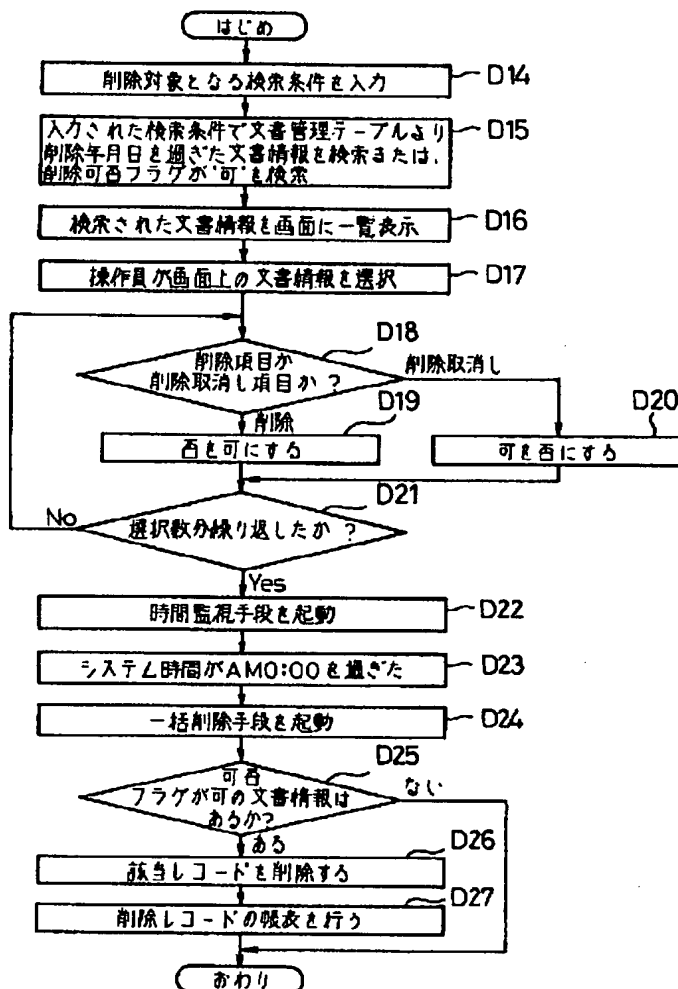 はじめ
削除対象となる検索条件を入力
D14
入力された検索条件で文書管理テーブルより
削除年月日を過ぎた文書情報を検索または、
削除可否フラグが'可'を検索
D15
検索された文書情報を画面に一覧表示
D16
操作員が画面上の文書情報を選択
D17
D18
削除項目か
削除取消し項目か?
削除取消し
削除
D19
否を可にする
D20
可を否にする
D21
選択数分繰り返したか?
No
Yes
時間監視手段を起動
D22
システム時間がAM0:00を過ぎた
D23
一括削除手段を起動
D24
D25
可否
フラグが可の文書情報は
あるか?
ない
ある
D26
該当レコードを削除する
D27
削除レコードの帳表を行う
おわり